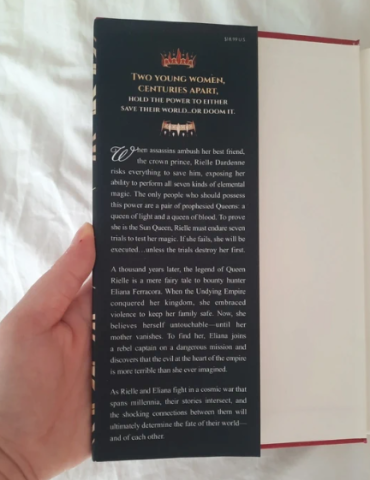 TWO YOUNG WOMEN,
CENTURIES APART,
HOLD THE POWER TO EITHER
SAVE THEIR WORLD...OR DOOM IT.
When assassins ambush her best friend,
the crown prince, Rielle Dardenne
risks everything to save him, exposing her
ability to perform all seven kinds of elemental
magic. The only people who should possess
this power are a pair of prophesied Queens: a
queen of light and a queen of blood. To prove
she is the Sun Queen, Rielle must endure seven
trials to test her magic. If she fails, she will be
executed...unless the trials destroy her first.
A thousand years later, the legend of Queen
Rielle is a mere fairy tale to bounty hunter
Eliana Ferracora. When the Undying Empire
conquered her kingdom, she embraced
violence to keep her family safe. Now, she
believes herself untouchable—until her
mother vanishes. To find her, Eliana joins
a rebel captain on a dangerous mission and
discovers that the evil at the heart of the empire
is more terrible than she ever imagined.
As Rielle and Eliana fight in a cosmic war that
spans millennia, their stories intersect, and
the shocking connections between them will
ultimately determine the fate of their world—
and of each other.